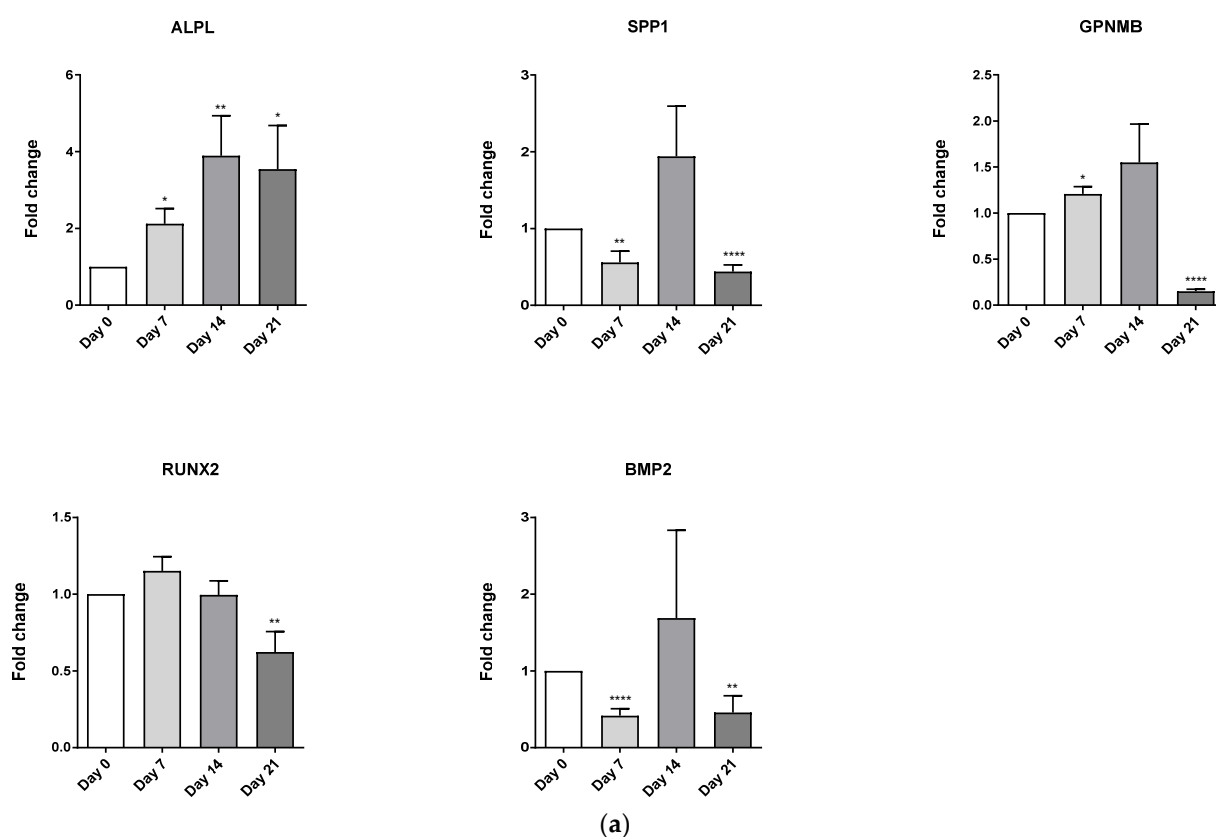 ALPL
Fold change
6
4
2
0
*
**
*
Day 0
Day 7
Day 14
Day 21
SPP1
Fold change
3
2
1
0
**
****
Day 0
Day 7
Day 14
Day 21
GPNMB
Fold change
2.5
2.0
1.5
1.0
0.5
0.0
*
****
Day 0
Day 7
Day 14
Day 21
RUNX2
Fold change
1.5
1.0
0.5
0.0
**
Day 0
Day 7
Day 14
Day 21
BMP2
Fold change
3
2
1
0
****
**
Day 0
Day 7
Day 14
Day 21
(a)